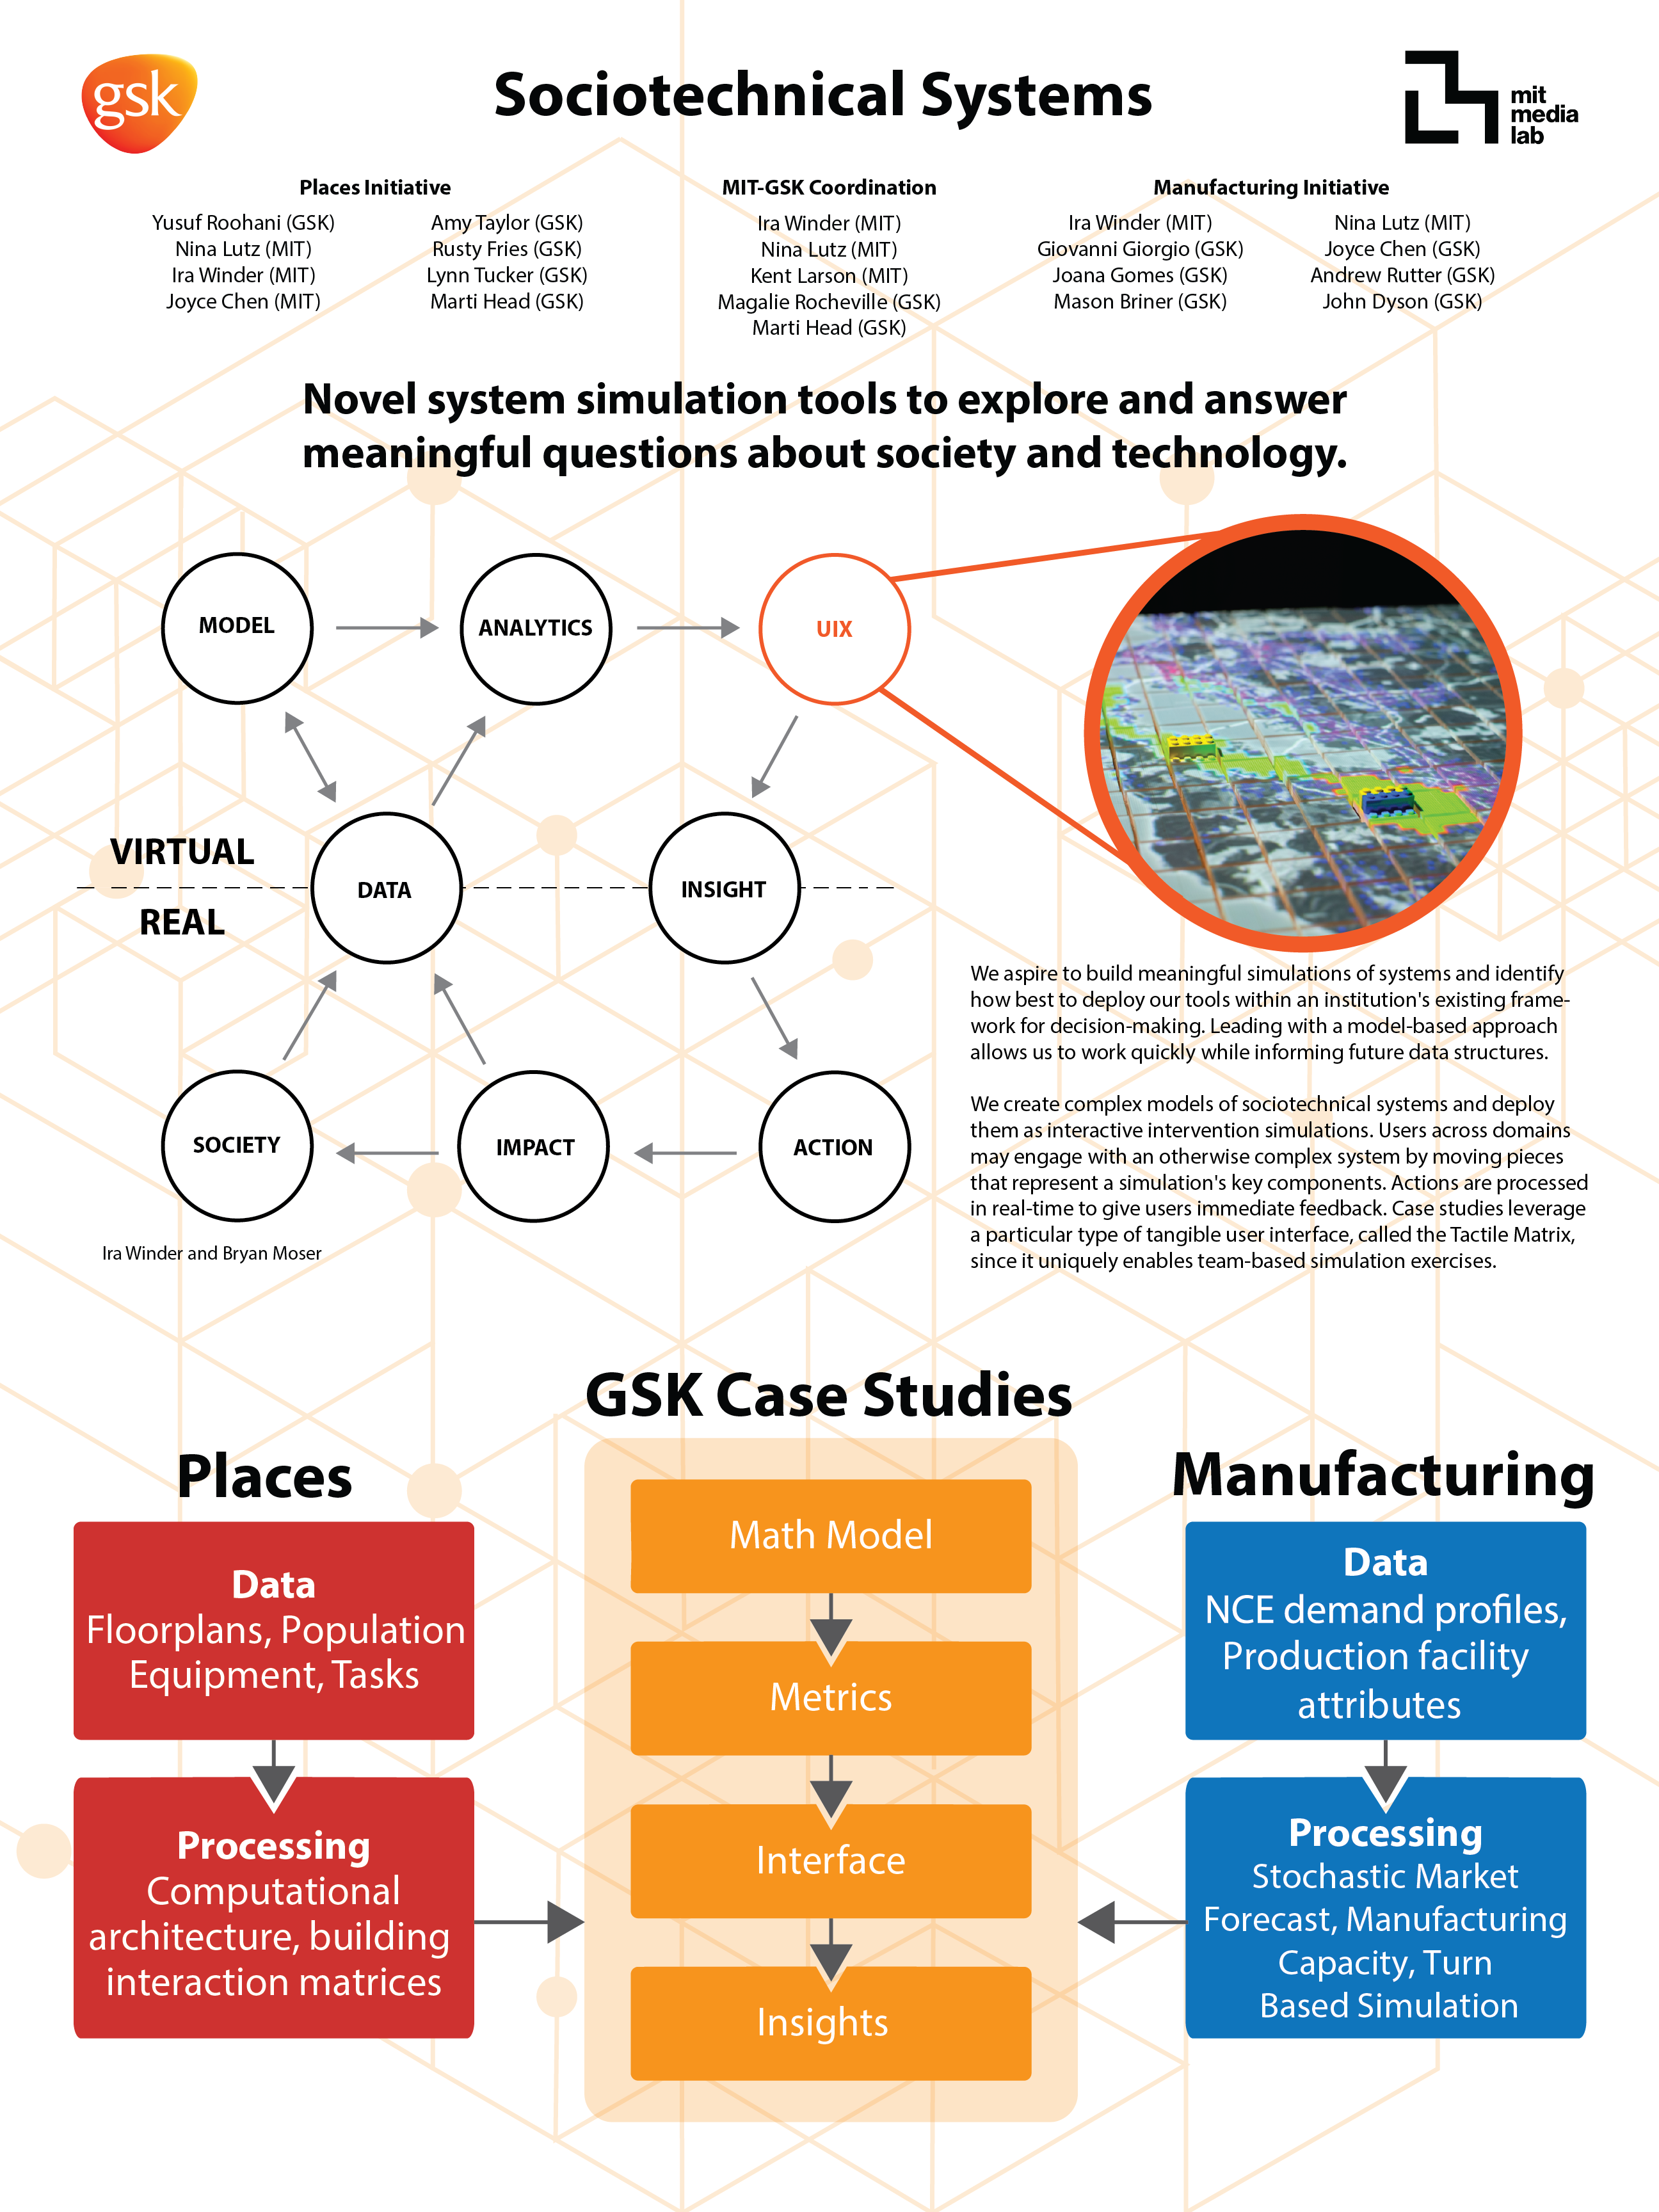 gsk
Sociotechnical Systems
mit
media
lab
Places Initiative
Yusuf Roohani (GSK)
Nina Lutz (MIT)
Ira Winder (MIT)
Joyce Chen (MIT)
Amy Taylor (GSK)
Rusty Fries (GSK)
Lynn Tucker (GSK)
Marti Head (GSK)
MIT-GSK Coordination
Ira Winder (MIT)
Nina Lutz (MIT)
Kent Larson (MIT)
Magalie Rocheville (GSK)
Marti Head (GSK)
Manufacturing Initiative
Ira Winder (MIT)
Giovanni Giorgio (GSK)
Joana Gomes (GSK)
Mason Briner (GSK)
Nina Lutz (MIT)
Joyce Chen (GSK)
Andrew Rutter (GSK)
John Dyson (GSK)
Novel system simulation tools to explore and answer
meaningful questions about society and technology.
MODEL
ANALYTICS
UIX
VIRTUAL
REAL
DATA
INSIGHT
SOCIETY
IMPACT
ACTION
Ira Winder and Bryan Moser
We aspire to build meaningful simulations of systems and identify
how best to deploy our tools within an institution's existing frame-
work for decision-making. Leading with a model-based approach
allows us to work quickly while informing future data structures.
We create complex models of sociotechnical systems and deploy
them as interactive intervention simulations. Users across domains
may engage with an otherwise complex system by moving pieces
that represent a simulation's key components. Actions are processed
in real-time to give users immediate feedback. Case studies leverage
a particular type of tangible user interface, called the Tactile Matrix,
since it uniquely enables team-based simulation exercises.
GSK Case Studies
Places
Data
Floorplans, Population
Equipment, Tasks
Processing
Computational
architecture, building
interaction matrices
Math Model
Metrics
Interface
Insights
Manufacturing
Data
NCE demand profiles,
Production facility
attributes
Processing
Stochastic Market
Forecast, Manufacturing
Capacity, Turn
Based Simulation